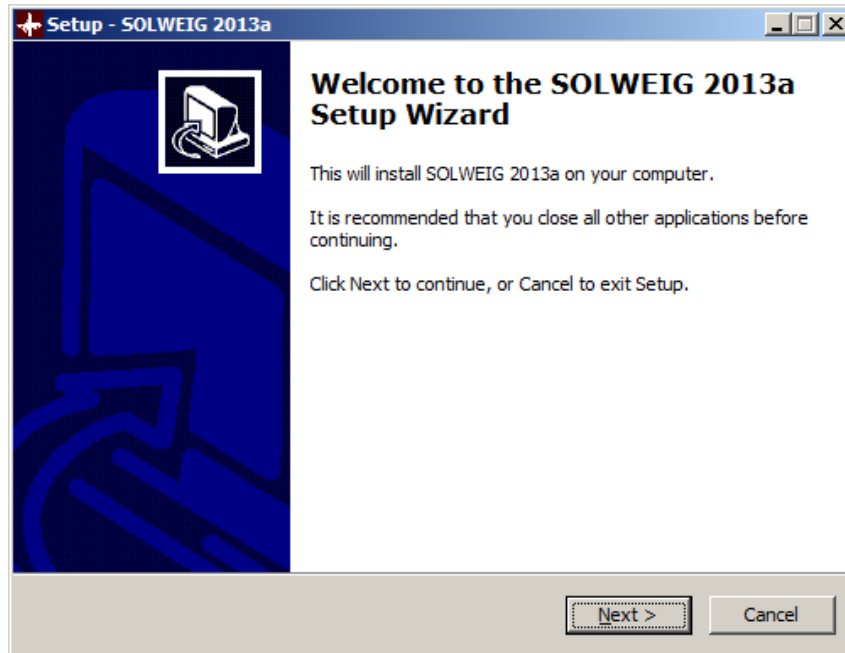 Setup - SOLWEIG 2013a
Welcome to the SOLWEIG 2013a
Setup Wizard
This will install SOLWEIG 2013a on your computer.
It is recommended that you close all other applications before
continuing.
Click Next to continue, or Cancel to exit Setup.
Next >
Cancel